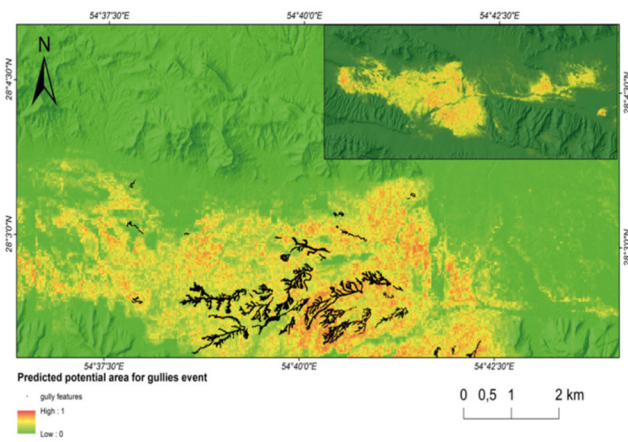 54°37'30"E 54°40'0"E 54°42'30"E
N
28°4'30"N
28°3'0"N
54°37'30"E 54°40'0"E 54°42'30"E
Predicted potential area for gullies event
gully features
High : 1
Low : 0
0 0,5 1 2 km